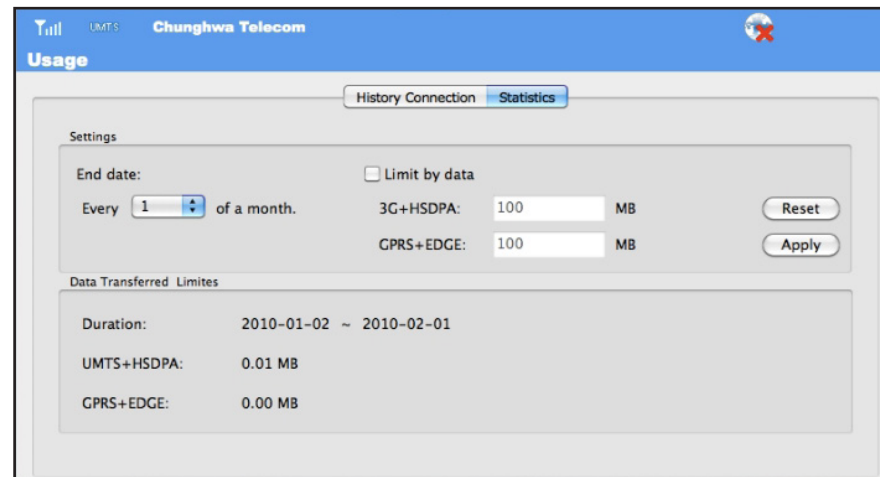 UMTS Chunghwa Telecom
Usage
History Connection Statistics
Settings
End date:
Limit by data
Every 1 of a month.
3G+HSDPA: 100 MB
Reset
GPRS+EDGE: 100 MB
Apply
Data Transferred Limites
Duration: 2010-01-02 ~ 2010-02-01
UMTS+HSDPA: 0.01 MB
GPRS+EDGE: 0.00 MB